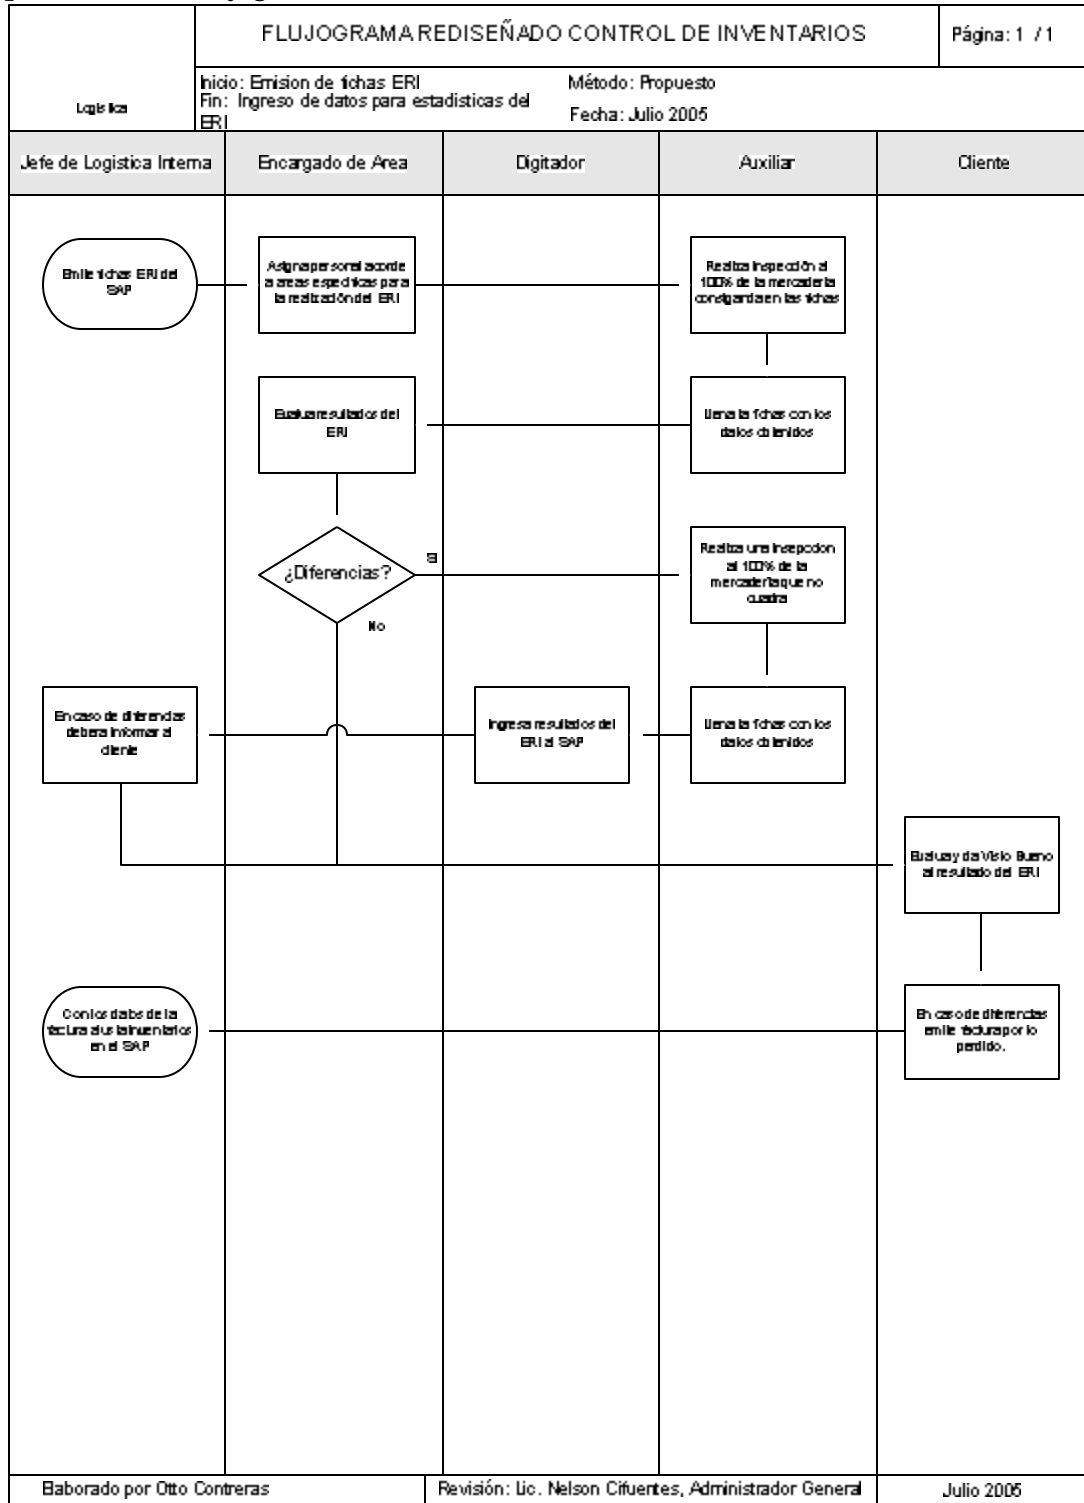 FLUJOGRAMA REDISEÑADO CONTROL DE INVENTARIOS
Página: 1 / 1
Logistica
Inicio: Emision de fichas ERI
Fin: Ingreso de datos para estadisticas del
ERI
Método: Propuesto
Fecha: Julio 2005
Jefe de Logistica Interna
Encargado de Area
Digitador
Auxiliar
Cliente
Emite fichas ERI del
SAP
Asigna personal acorde
a areas especificas para
la realización del ERI
Realiza inspección al
100% de la mercadería
consignarda en las fichas
Evalua resultados del
ERI
Llena la fichas con los
datos obtenidos
¿Diferencias?
Si
No
Realiza una insepccion
al 100% de la
mercadería que no
cuadra
En caso de diferencias
debera informar al
cliente
Ingresa resultados del
ERI al SAP
Llena la fichas con los
datos obtenidos
Evalua y da Visto Bueno
al resultado del ERI
Con los datos de la
factura ajusta inventarios
en el SAP
En caso de diferencias
emite factura por lo
perdido.
Elaborado por Otto Contreras
Revisión: Lic. Nelson Cifuentes, Administrador General
Julio 2005